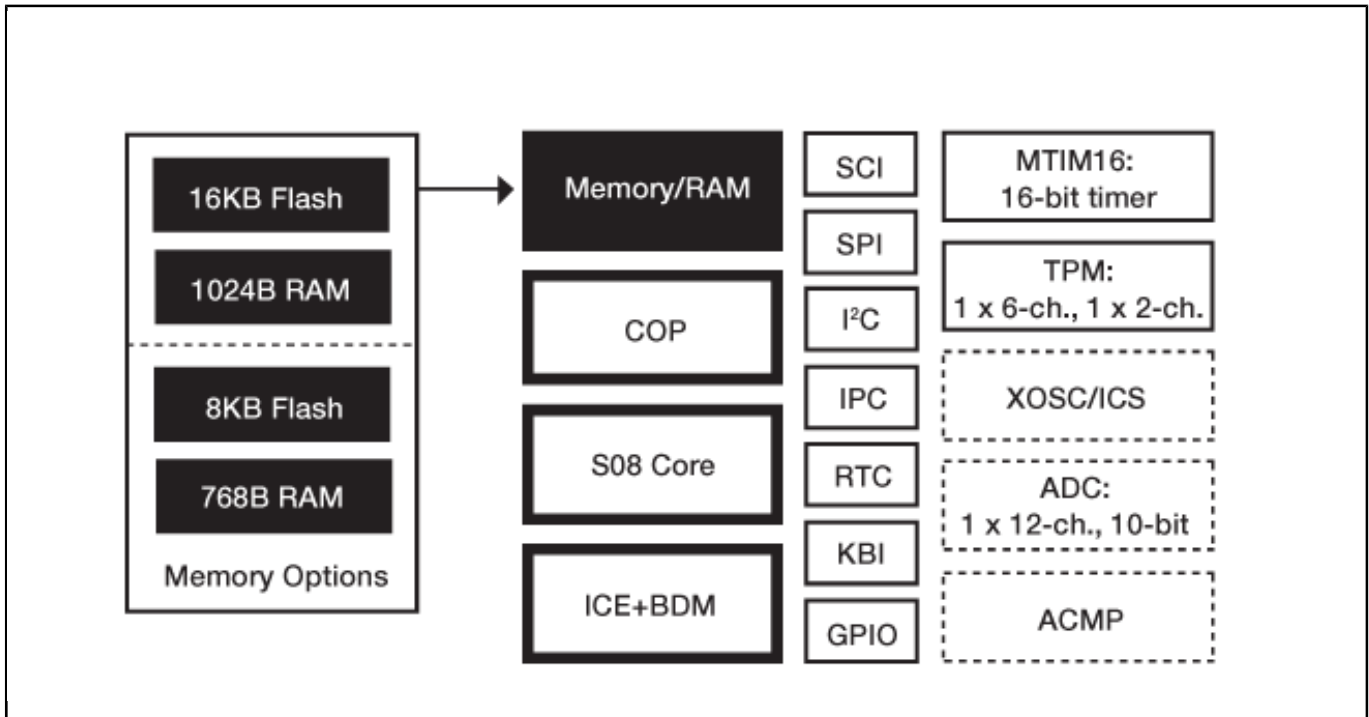 16KB Flash
1024B RAM
8KB Flash
768B RAM
Memory Options
Memory/RAM
COP
S08 Core
ICE+BDM
SCI
SPI
I²C
IPC
RTC
KBI
GPIO
MTIM16:
16-bit timer
TPM:
1 x 6-ch., 1 x 2-ch.
XOSC/ICS
ADC:
1 x 12-ch., 10-bit
ACMP